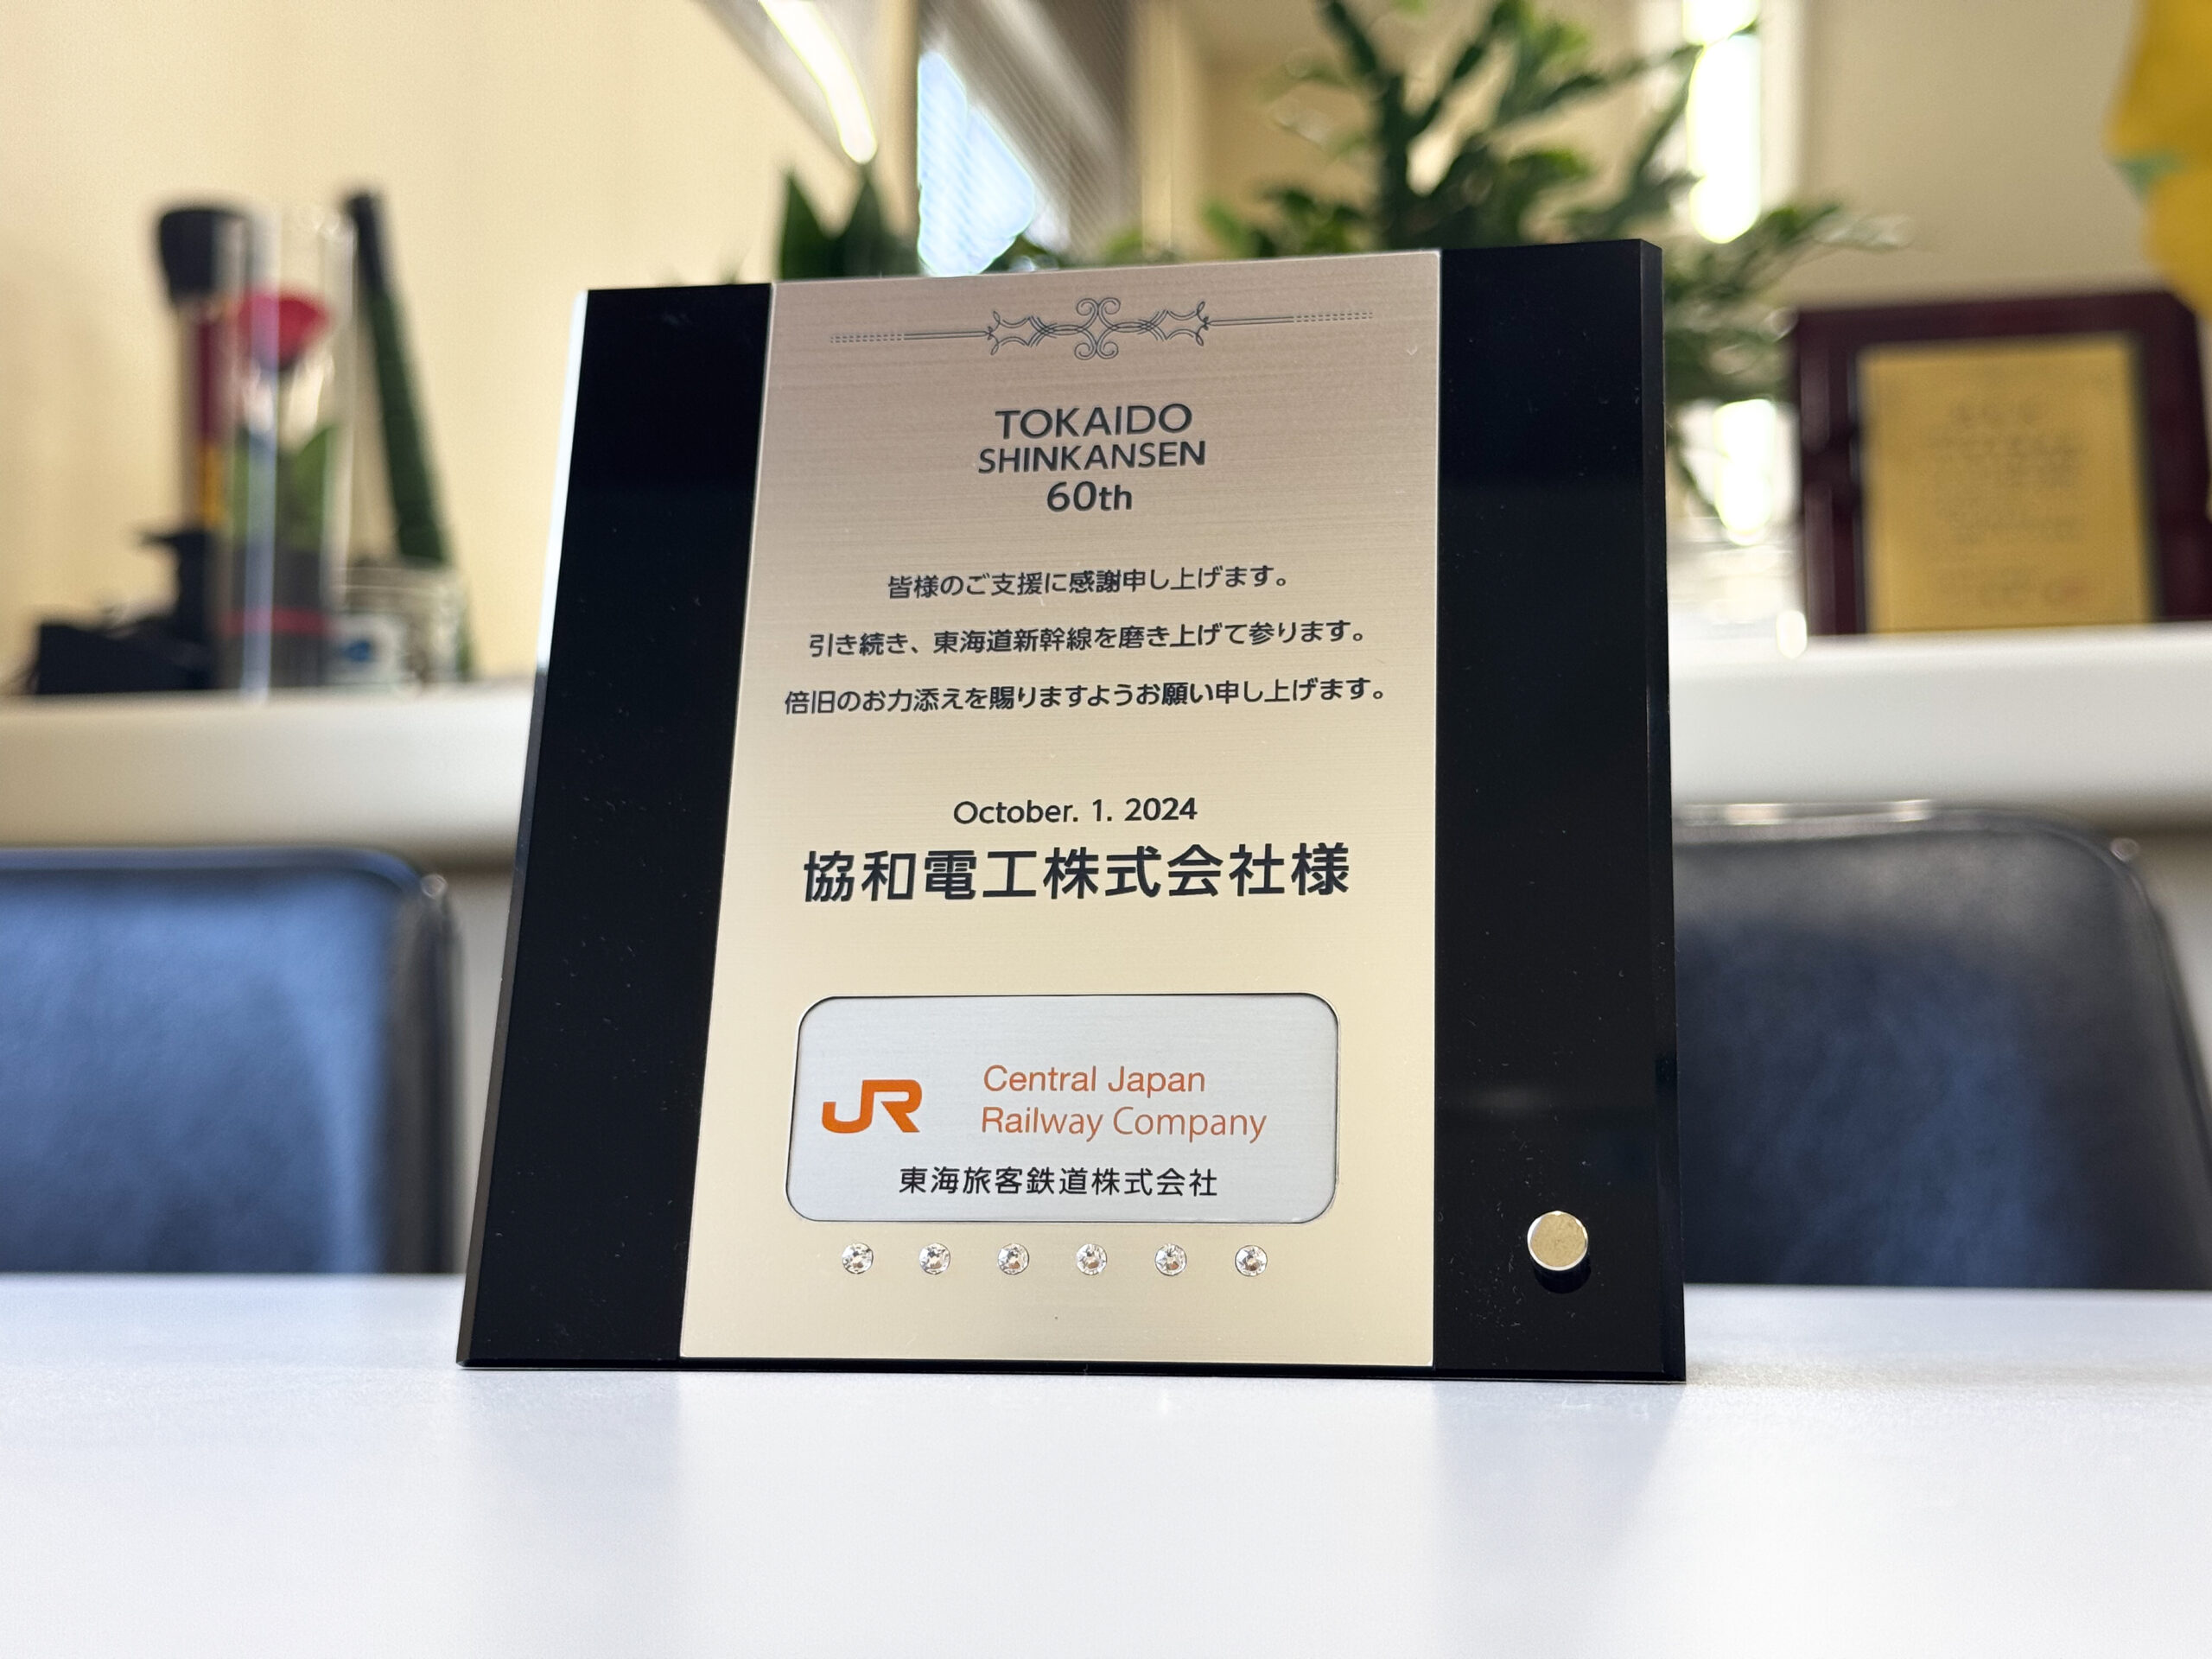 TOKAIDO
SHINKANSEN
60th
皆様のご支援に感謝申し上げます。
引き続き、東海道新幹線を磨き上げて参ります。
倍旧のお力添えを賜りますようお願い申し上げます。
October. 1. 2024
協和電工株式会社様
JR Central Japan
Railway Company
東海旅客鉄道株式会社